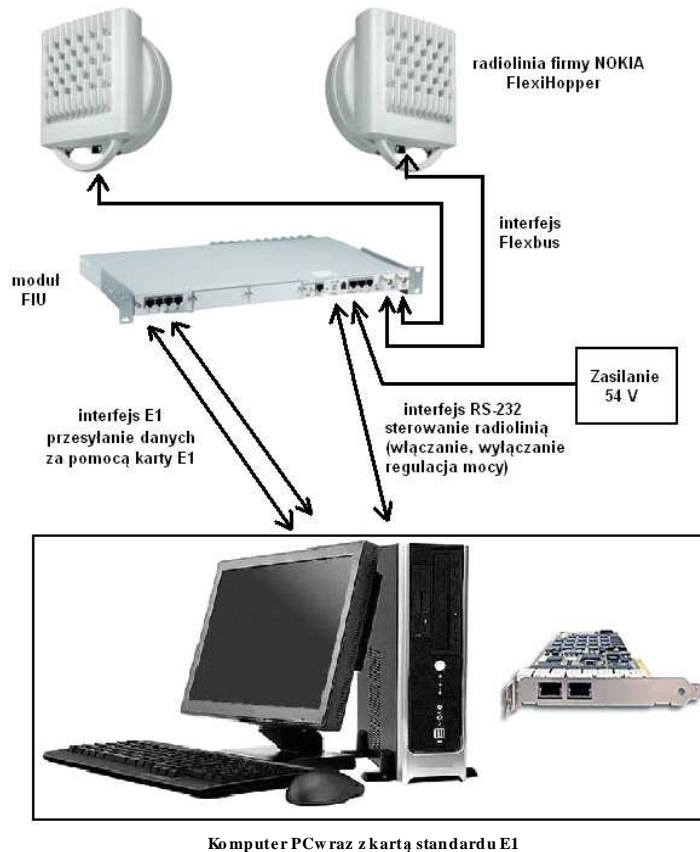 radiolinia firmy NOKIA
FlexiHopper
interfejs
Flexbus
moduł
FIU
Zasilanie
54 V
interfejs E1
przesyłanie danych
za pomocą karty E1
interfejs RS-232
sterowanie radiolinią
(włączanie, wyłączanie
regulacja mocy)
Komputer PC wraz z kartą standardu E1